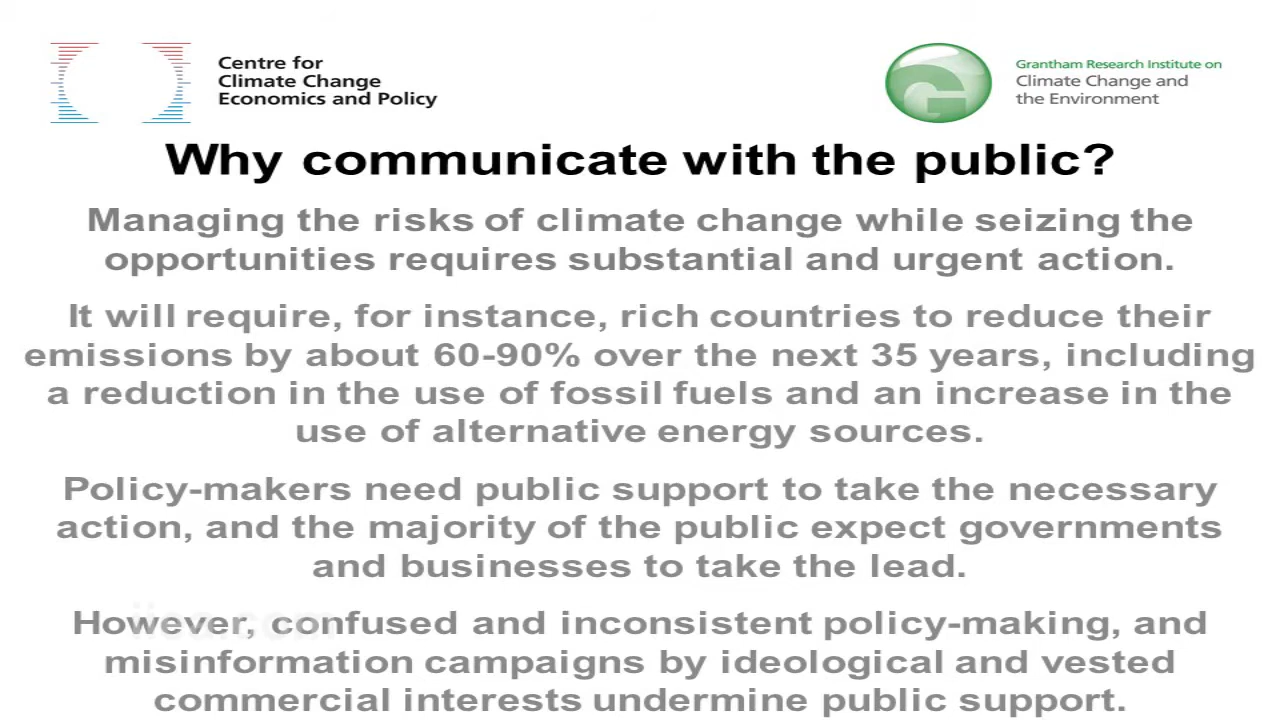 Centre for
Climate Change
Economics and Policy
Grantham Research Institute on
Climate Change and
the Environment
Why communicate with the public?
Managing the risks of climate change while seizing the
opportunities requires substantial and urgent action.
It will require, for instance, rich countries to reduce their
emissions by about 60-90% over the next 35 years, including
a reduction in the use of fossil fuels and an increase in the
use of alternative energy sources.
Policy-makers need public support to take the necessary
action, and the majority of the public expect governments
and businesses to take the lead.
However, confused and inconsistent policy-making, and
misinformation campaigns by ideological and vested
commercial interests undermine public support.